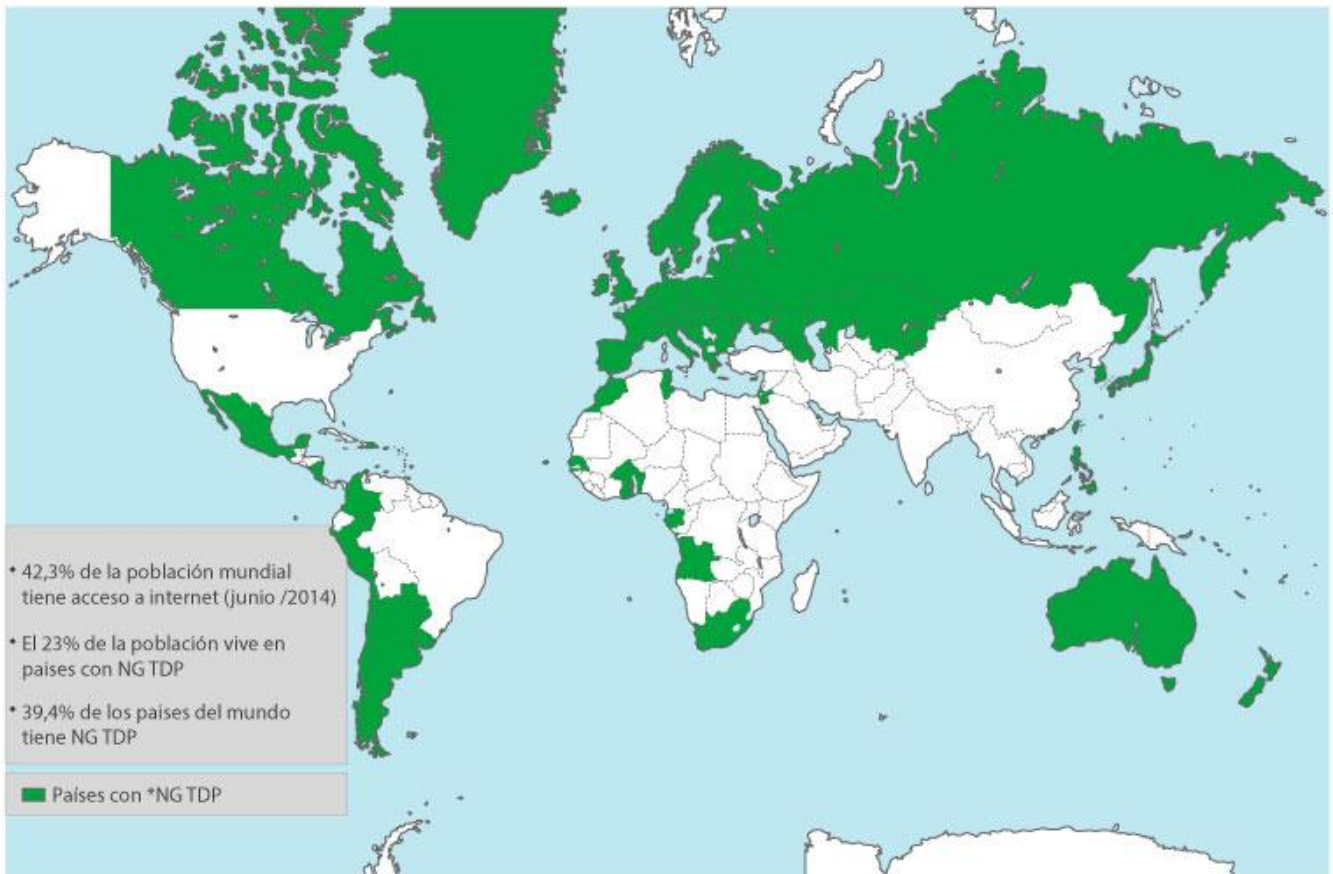 * 42,3% de la población mundial
tiene acceso a internet (junio /2014)
* El 23% de la población vive en
paises con NG TDP
* 39,4% de los paises del mundo
tiene NG TDP
Países con *NG TDP